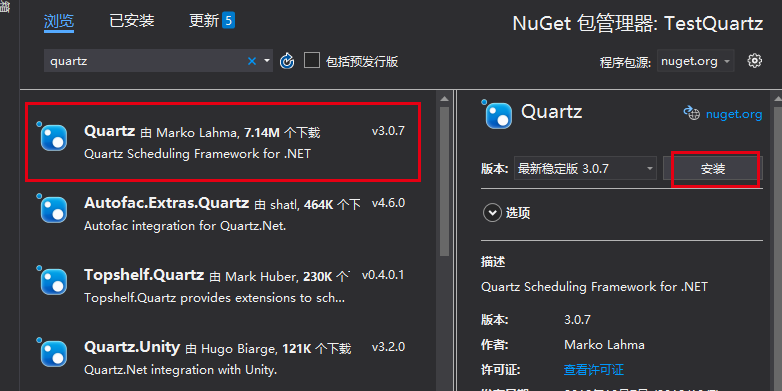 浏览 已安装 更新 5 NuGet 包管理器: TestQuartz
quartz 包括预发行版 程序包源: nuget.org
Quartz 由 Marko Lahma, 7.14M 个下载 v3.0.7
Quartz Scheduling Framework for .NET
Autofac.Extras.Quartz 由 shatl, 464K 个下 v4.6.0
Autofac integration for Quartz.Net.
Topshelf.Quartz 由 Mark Huber, 230K 个 v0.4.0.1
Topshelf.Quartz provides extensions to sch...
Quartz.Unity 由 Hugo Biarge, 121K 个下载 v3.2.0
Quartz.Net integration with Unity.
Quartz nuget.org
版本: 最新稳定版 3.0.7 安装
选项
描述
Quartz Scheduling Framework for .NET
版本: 3.0.7
作者: Marko Lahma
许可证: 查看许可证